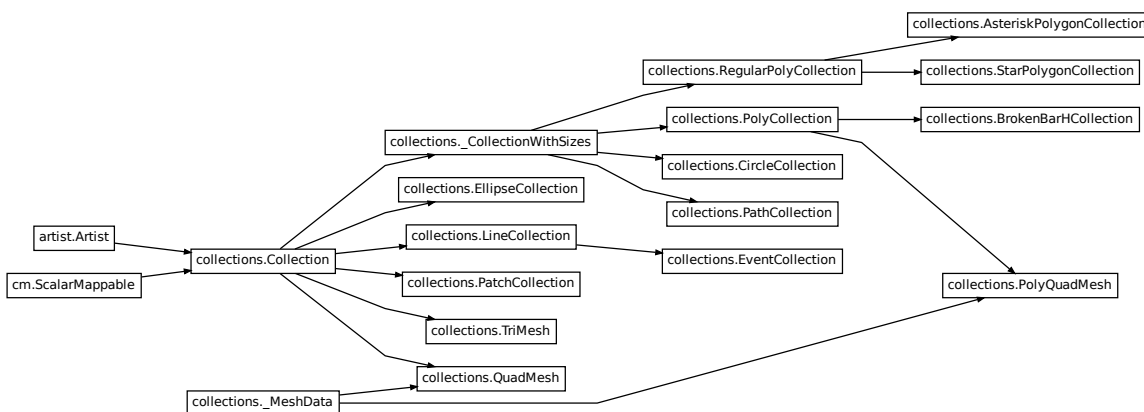 collections.AsteriskPolygonCollection
collections.RegularPolyCollection
collections.StarPolygonCollection
collections.PolyCollection
collections.BrokenBarHCollection
collections._CollectionWithSizes
collections.CircleCollection
collections.EllipseCollection
collections.PathCollection
artist.Artist
collections.LineCollection
collections.Collection
collections.EventCollection
cm.ScalarMappable
collections.PatchCollection
collections.PolyQuadMesh
collections.TriMesh
collections.QuadMesh
collections._MeshData